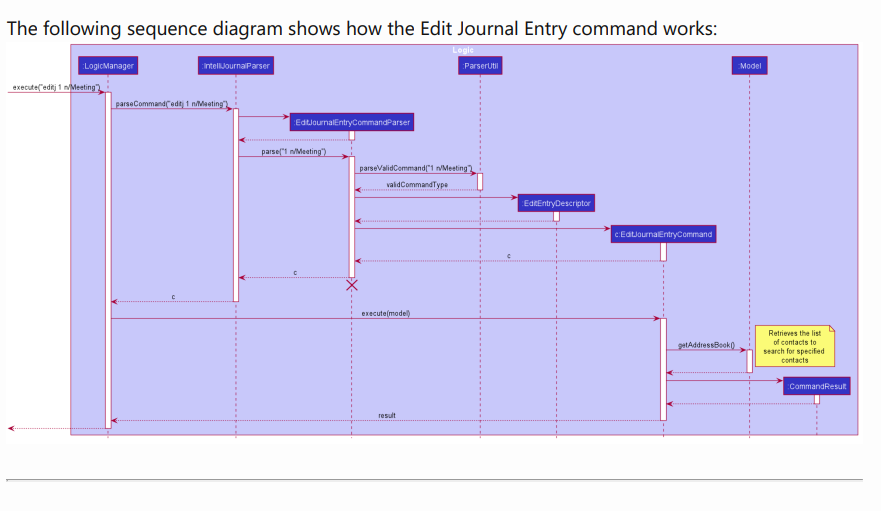 The following sequence diagram shows how the Edit Journal Entry command works:
Logic
:LogicManager
:IntelliJournalParser
:ParserUtil
:Model
execute("editj 1 n/Meeting")
parseCommand("editj 1 n/Meeting")
:EditJournalEntryCommandParser
parse("1 n/Meeting")
parseValidCommand("1 n/Meeting")
validCommandType
:EditEntryDescriptor
c:EditJournalEntryCommand
c
c
c
execute(model)
Retrieves the list
of contacts to
search for specified
contacts
getAddressBook()
:CommandResult
result